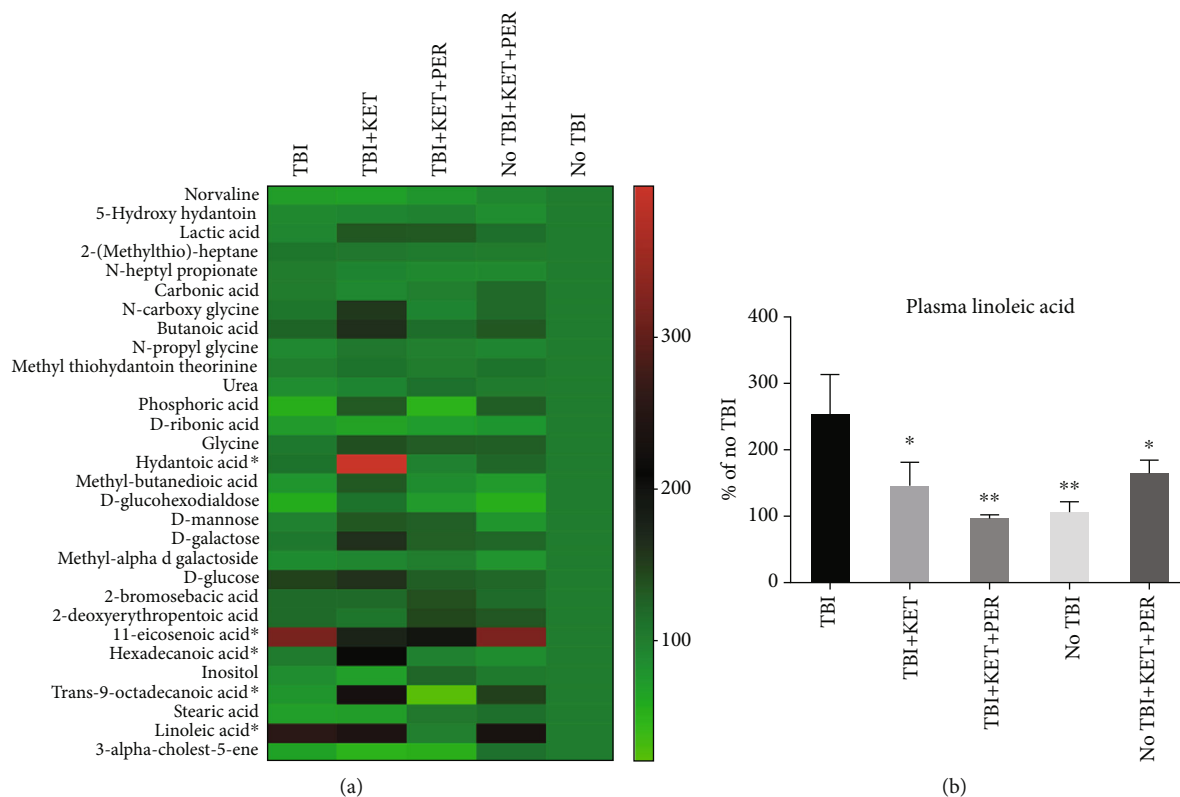 TBI
TBI+KET
TBI+KET+PER
No TBI+KET+PER
No TBI
Norvaline
5-Hydroxy hydantoin
Lactic acid
2-(Methylthio)-heptane
N-heptyl propionate
Carbonic acid
N-carboxy glycine
Butanoic acid
N-propyl glycine
Methyl thiohydantoin theorinine
Urea
Phosphoric acid
D-ribonic acid
Glycine
Hydantoic acid*
Methyl-butanedioic acid
D-glucohexodialdose
D-mannose
D-galactose
Methyl-alpha d galactoside
D-glucose
2-bromosebacic acid
2-deoxyerythropentoic acid
11-eicosenoic acid*
Hexadecanoic acid*
Inositol
Trans-9-octadecanoic acid*
Stearic acid
Linoleic acid*
3-alpha-cholest-5-ene
300
200
100
(a)
Plasma linoleic acid
% of no TBI
400
300
200
100
0
*
**
**
*
TBI
TBI+KET
TBI+KET+PER
No TBI
No TBI+KET+PER
(b)